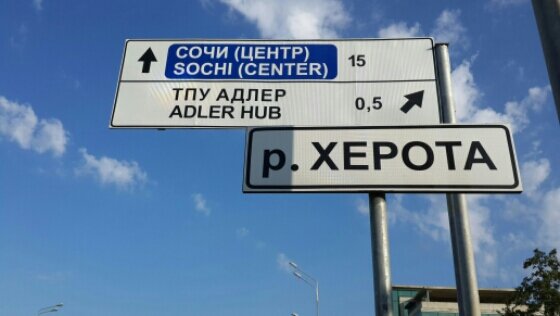 СОЧИ (ЦЕНТР)
SOCHI (CENTER) 15
ТПУ АДЛЕР
ADLER HUB 0,5
р. ХЕРОТА